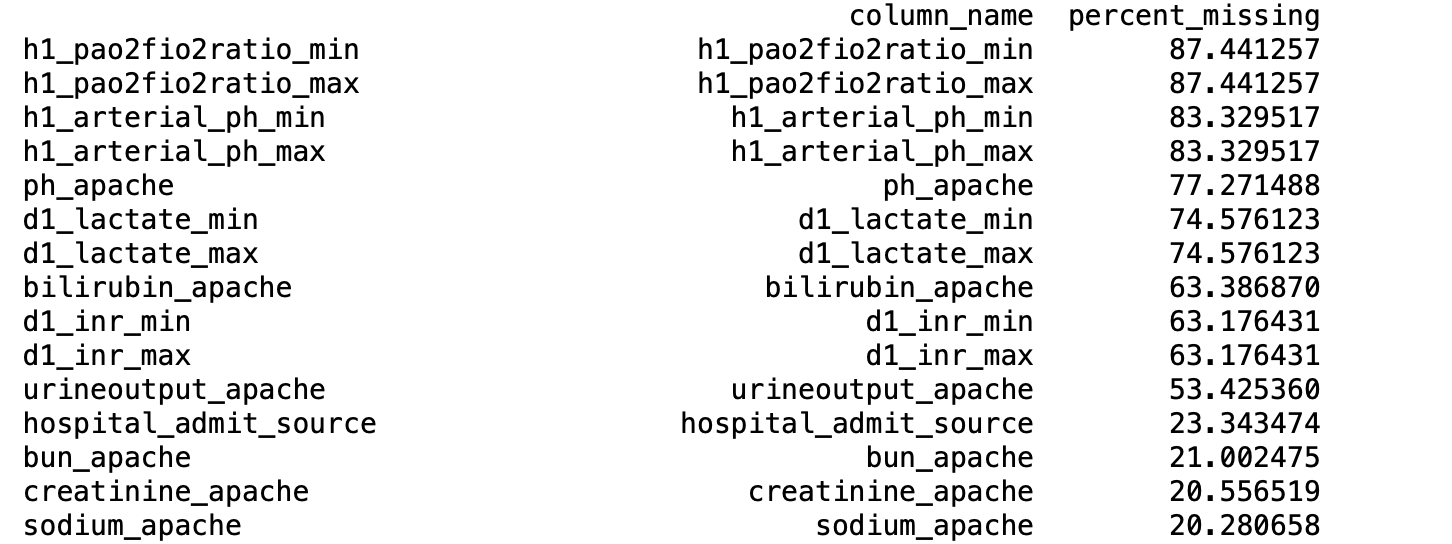 column_name percent_missing
h1_pao2fio2ratio_min h1_pao2fio2ratio_min 87.441257
h1_pao2fio2ratio_max h1_pao2fio2ratio_max 87.441257
h1_arterial_ph_min h1_arterial_ph_min 83.329517
h1_arterial_ph_max h1_arterial_ph_max 83.329517
ph_apache ph_apache 77.271488
d1_lactate_min d1_lactate_min 74.576123
d1_lactate_max d1_lactate_max 74.576123
bilirubin_apache bilirubin_apache 63.386870
d1_inr_min d1_inr_min 63.176431
d1_inr_max d1_inr_max 63.176431
urineoutput_apache urineoutput_apache 53.425360
hospital_admit_source hospital_admit_source 23.343474
bun_apache bun_apache 21.002475
creatinine_apache creatinine_apache 20.556519
sodium_apache sodium_apache 20.280658